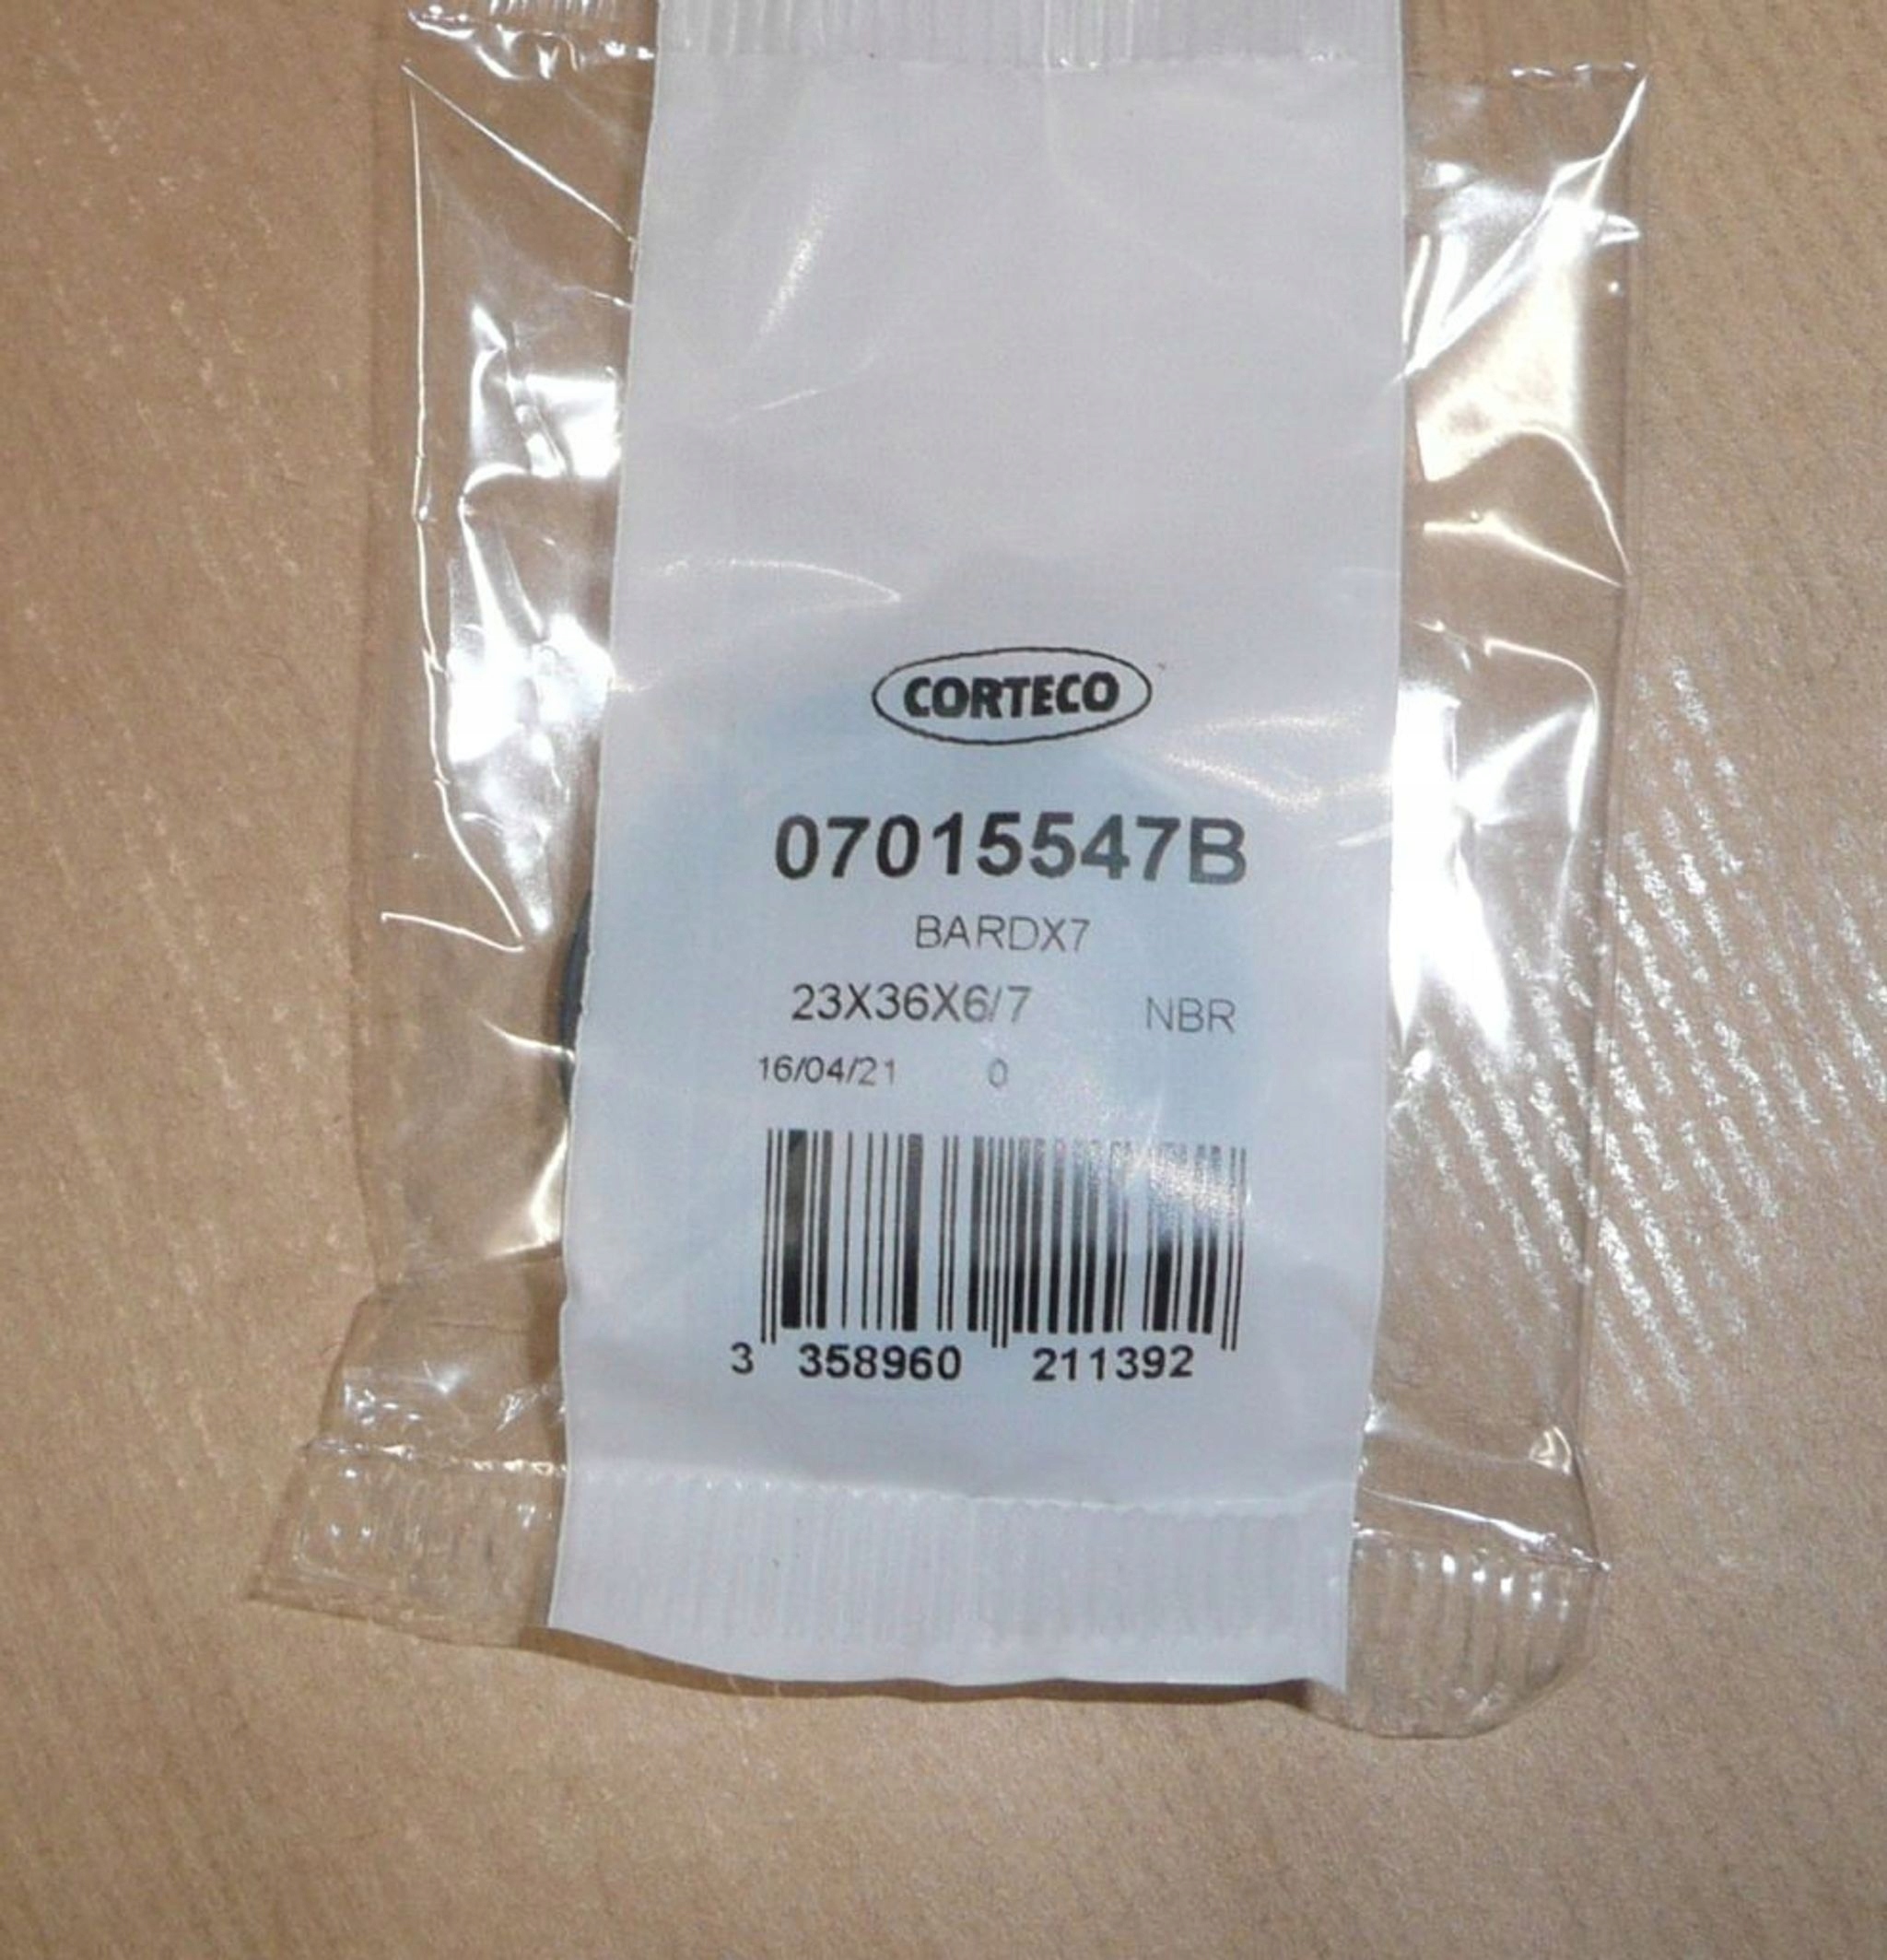 CORTECO
07015547B
BARDX7
23X36X6/7 NBR
16/04/21 0
3 358960 211392